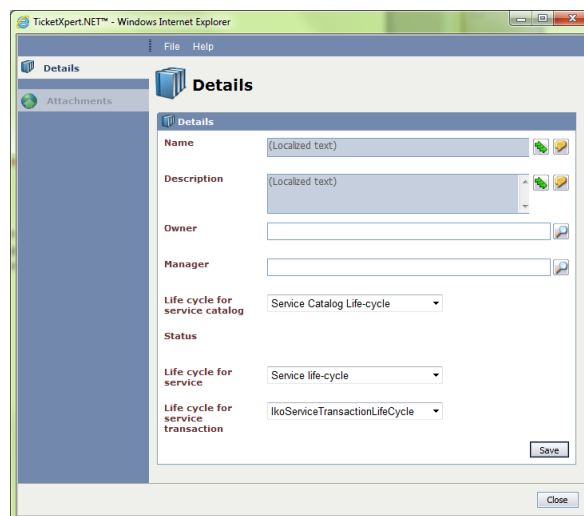 TicketXpert.NET™ - Windows Internet Explorer
File Help
Details
Attachments
Details
Details
Name
(Localized text)
Description
(Localized text)
Owner
Manager
Life cycle for
service catalog
Service Catalog Life-cycle
Status
Life cycle for
service
Service life-cycle
Life cycle for
service
transaction
IkoServiceTransactionLifeCycle
Save
Close